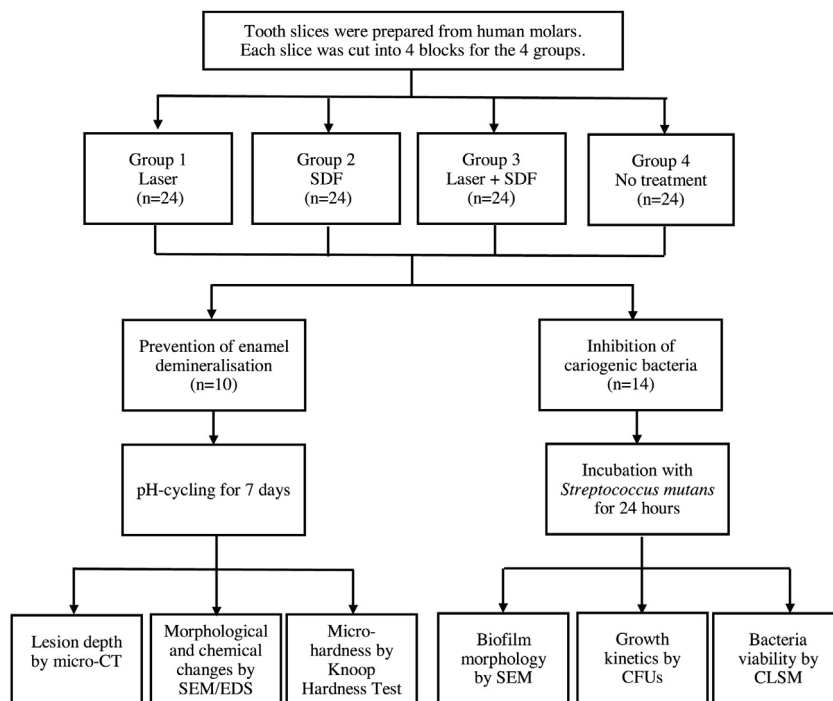 Tooth slices were prepared from human molars.
Each slice was cut into 4 blocks for the 4 groups.
Group 1
Laser
(n=24)
Group 2
SDF
(n=24)
Group 3
Laser + SDF
(n=24)
Group 4
No treatment
(n=24)
Prevention of enamel
demineralisation
(n=10)
Inhibition of
cariogenic bacteria
(n=14)
pH-cycling for 7 days
Incubation with
Streptococcus mutans
for 24 hours
Lesion depth
by micro-CT
Morphological
and chemical
changes by
SEM/EDS
Micro-
hardness by
Knoop
Hardness Test
Biofilm
morphology
by SEM
Growth
kinetics by
CFUs
Bacteria
viability by
CLSM